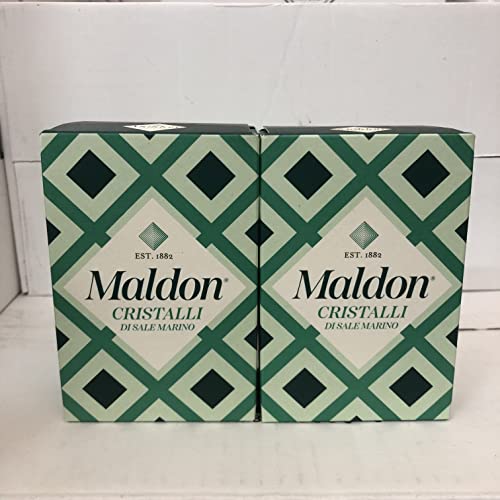 EST. 1882
Maldon®
CRISTALLI
DI SALE MARINO
EST. 1882
Maldon®
CRISTALLI
DI SALE MARINO